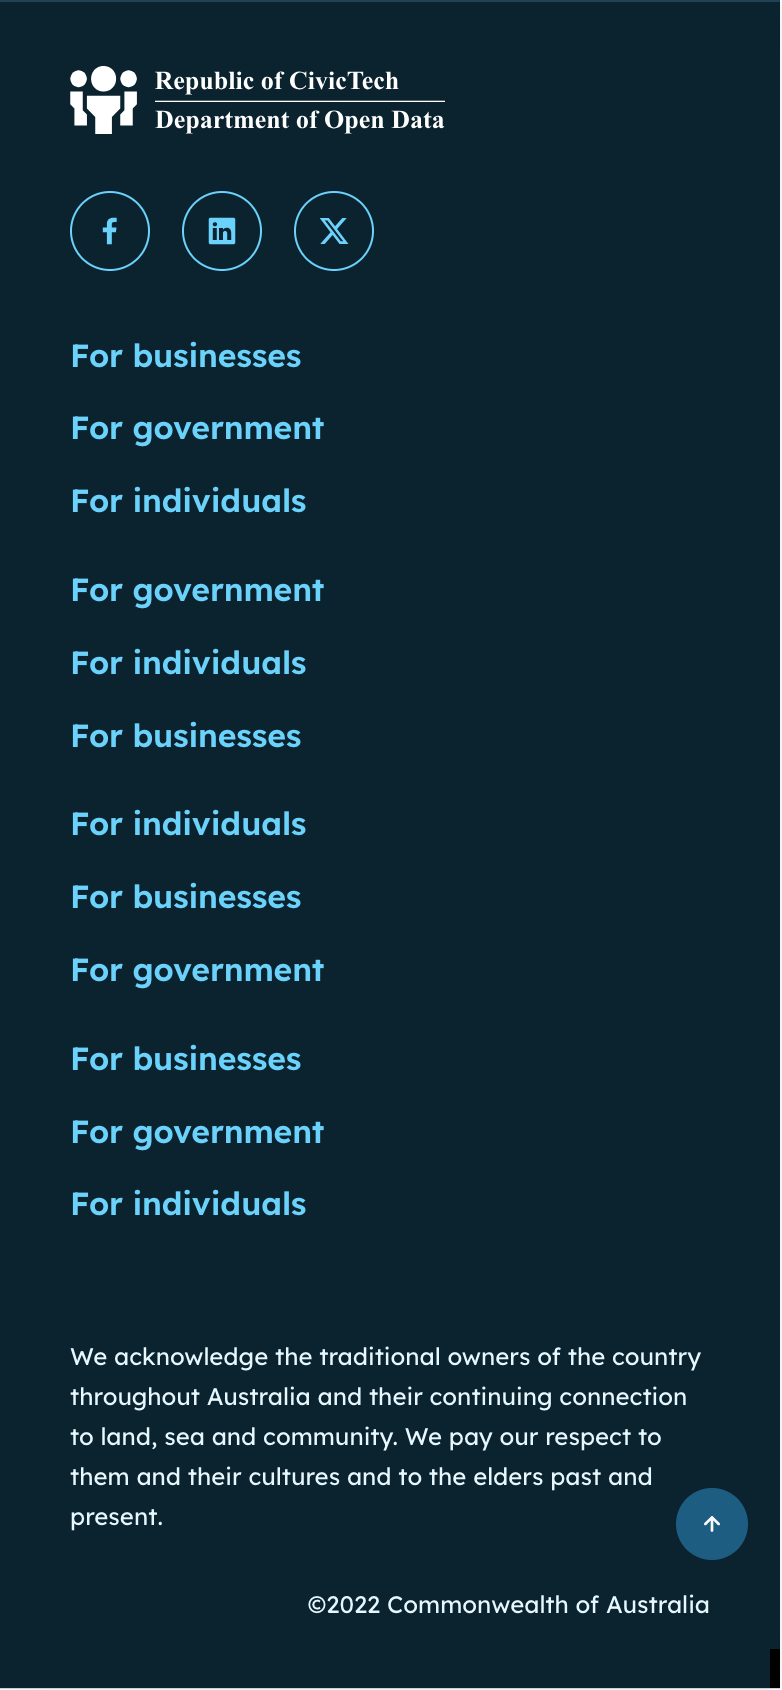 Republic of CivicTech
Department of Open Data
For businesses
For government
For individuals
For government
For individuals
For businesses
For individuals
For businesses
For government
For businesses
For government
For individuals
We acknowledge the traditional owners of the country
throughout Australia and their continuing connection
to land, sea and community. We pay our respect to
them and their cultures and to the elders past and
present.
©2022 Commonwealth of Australia